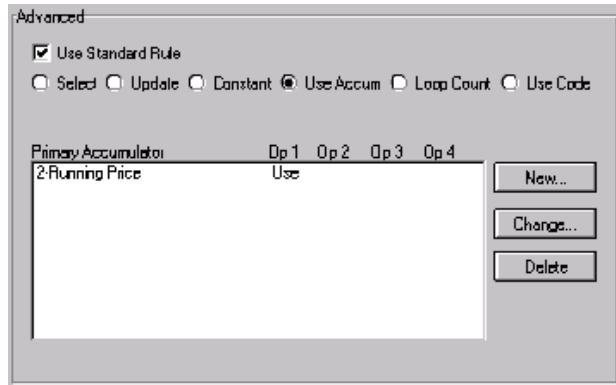 Advanced
Use Standard Rule
Select Update Constant Use Accum Loop Count Use Code
Primary Accumulator Op 1 Op 2 Op 3 Op 4
2-Running Price Use
New...
Change...
Delete